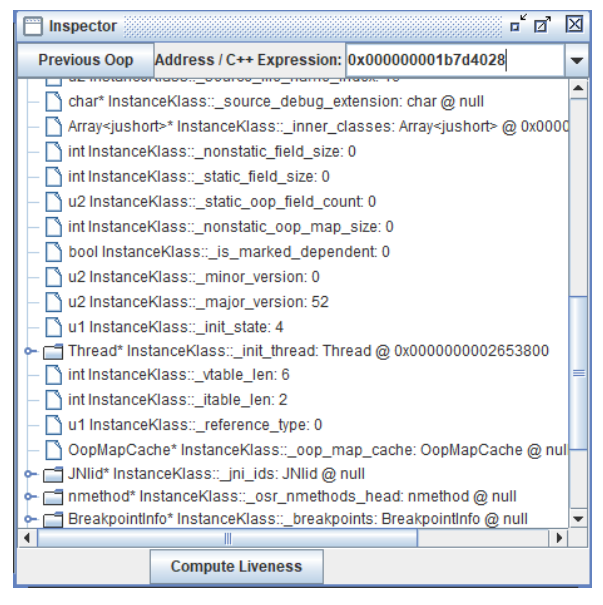 Inspector
Previous Oop Address / C++ Expression: 0x000000001b7d4028
char* InstanceKlass::_source_debug_extension: char @ null
Array<jushort>* InstanceKlass::_inner_classes: Array<jushort> @ 0x0000
int InstanceKlass::_nonstatic_field_size: 0
int InstanceKlass::_static_field_size: 0
u2 InstanceKlass::_static_oop_field_count: 0
int InstanceKlass::_nonstatic_oop_map_size: 0
bool InstanceKlass::_is_marked_dependent: 0
u2 InstanceKlass::_minor_version: 0
u2 InstanceKlass::_major_version: 52
u1 InstanceKlass::_init_state: 4
Thread* InstanceKlass::_init_thread: Thread @ 0x0000000002653800
int InstanceKlass::_vtable_len: 6
int InstanceKlass::_itable_len: 2
u1 InstanceKlass::_reference_type: 0
OopMapCache* InstanceKlass::_oop_map_cache: OopMapCache @ nul
JNIid* InstanceKlass::_jni_ids: JNIid @ null
nmethod* InstanceKlass::_osr_nmethods_head: nmethod @ null
BreakpointInfo* InstanceKlass::_breakpoints: BreakpointInfo @ null
Compute Liveness